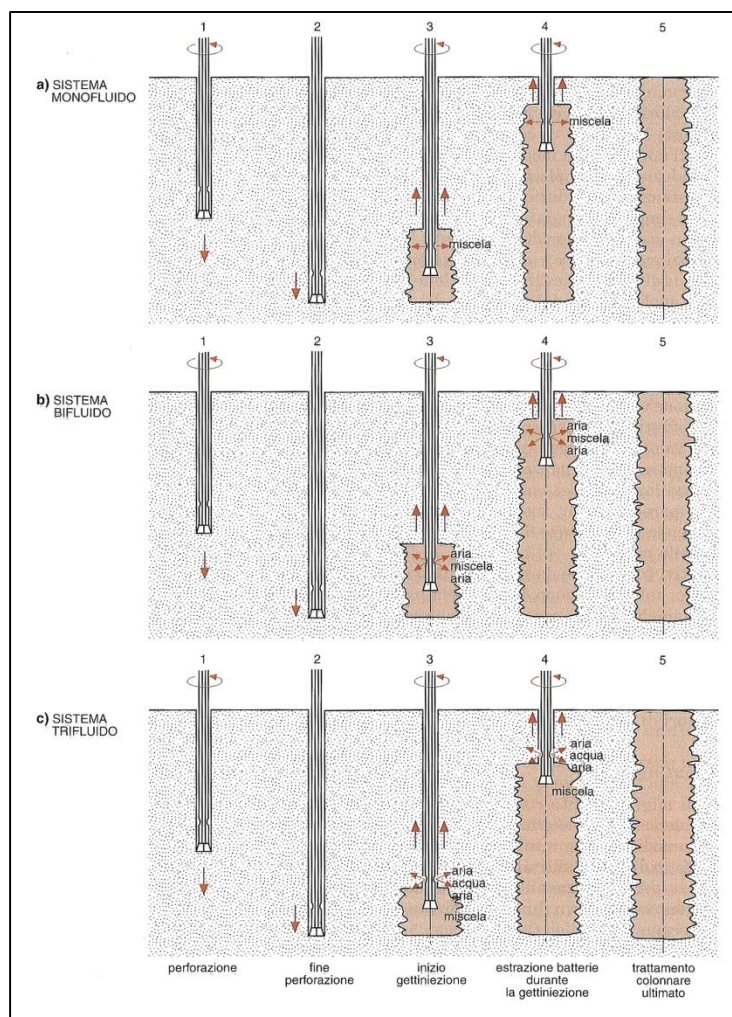 1 2 3 4 5
a) SISTEMA
MONOFLUIDO
miscela
miscela
1 2 3 4 5
b) SISTEMA
BIFLUIDO
aria
miscela
aria
aria
miscela
aria
1 2 3 4 5
c) SISTEMA
TRIFLUIDO
aria
acqua
aria
miscela
aria
acqua
aria
miscela
perforazione
fine
perforazione
inizio
gettiniezione
estrazione batterie
durante
la gettiniezione
trattamento
colonnare
ultimato